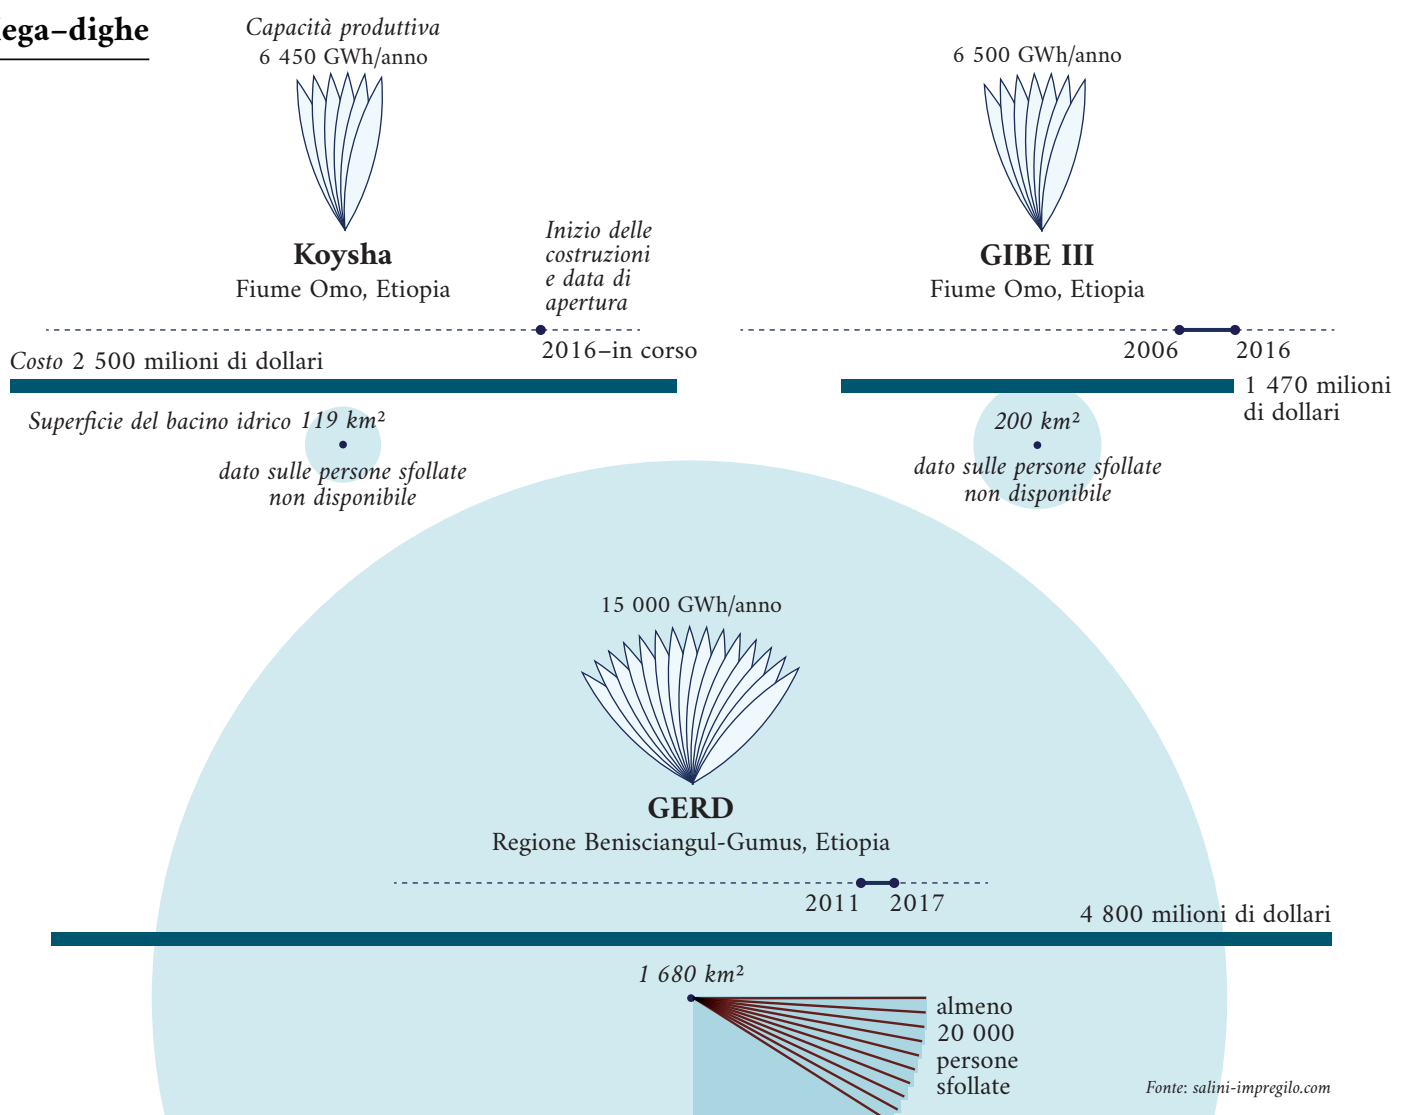 ega–dighe
Capacità produttiva
6 450 GWh/anno
Koysha
Fiume Omo, Etiopia
Inizio delle
costruzioni
e data di
apertura
2016–in corso
Costo 2 500 milioni di dollari
Superficie del bacino idrico 119 km²
dato sulle persone sfollate
non disponibile
6 500 GWh/anno
GIBE III
Fiume Omo, Etiopia
2006
2016
1 470 milioni
di dollari
200 km²
dato sulle persone sfollate
non disponibile
15 000 GWh/anno
GERD
Regione Benisciangul-Gumus, Etiopia
2011
2017
4 800 milioni di dollari
1 680 km²
almeno
20 000
persone
sfollate
Fonte: salini-impregilo.com